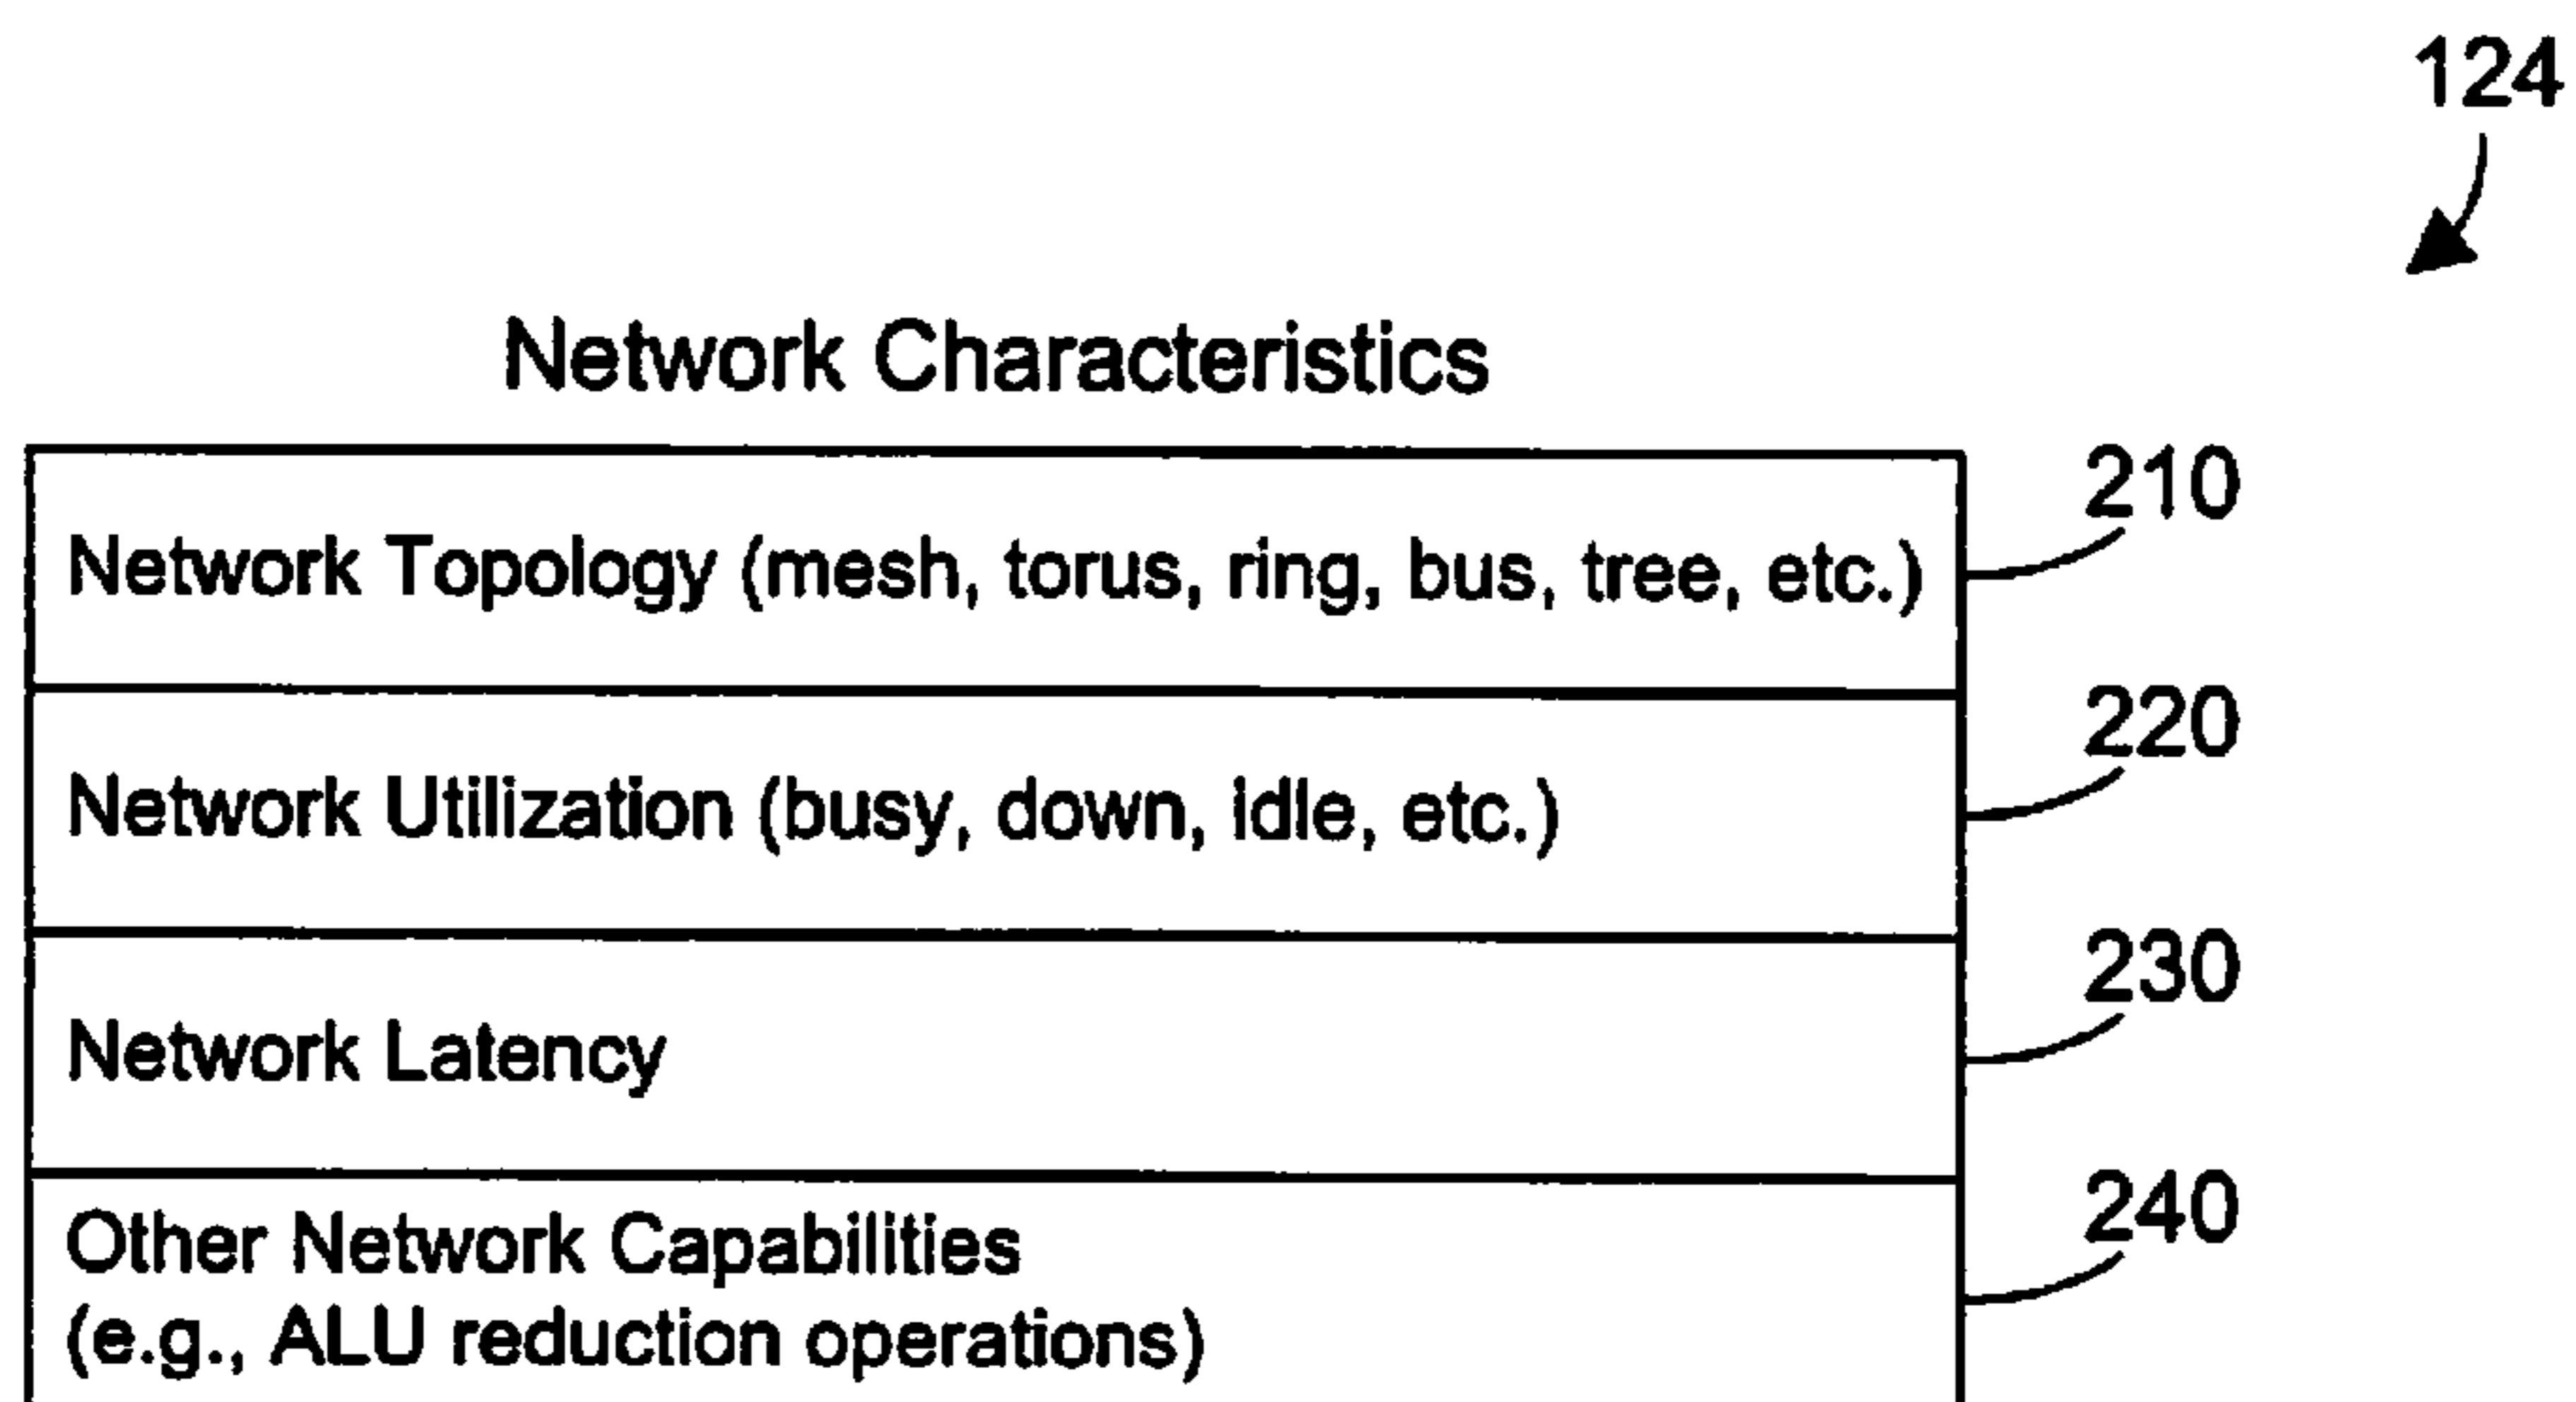 124
Network Characteristics
Network Topology (mesh, torus, ring, bus, tree, etc.)
210
Network Utilization (busy, down, idle, etc.)
220
Network Latency
230
Other Network Capabilities
(e.g., ALU reduction operations)
240